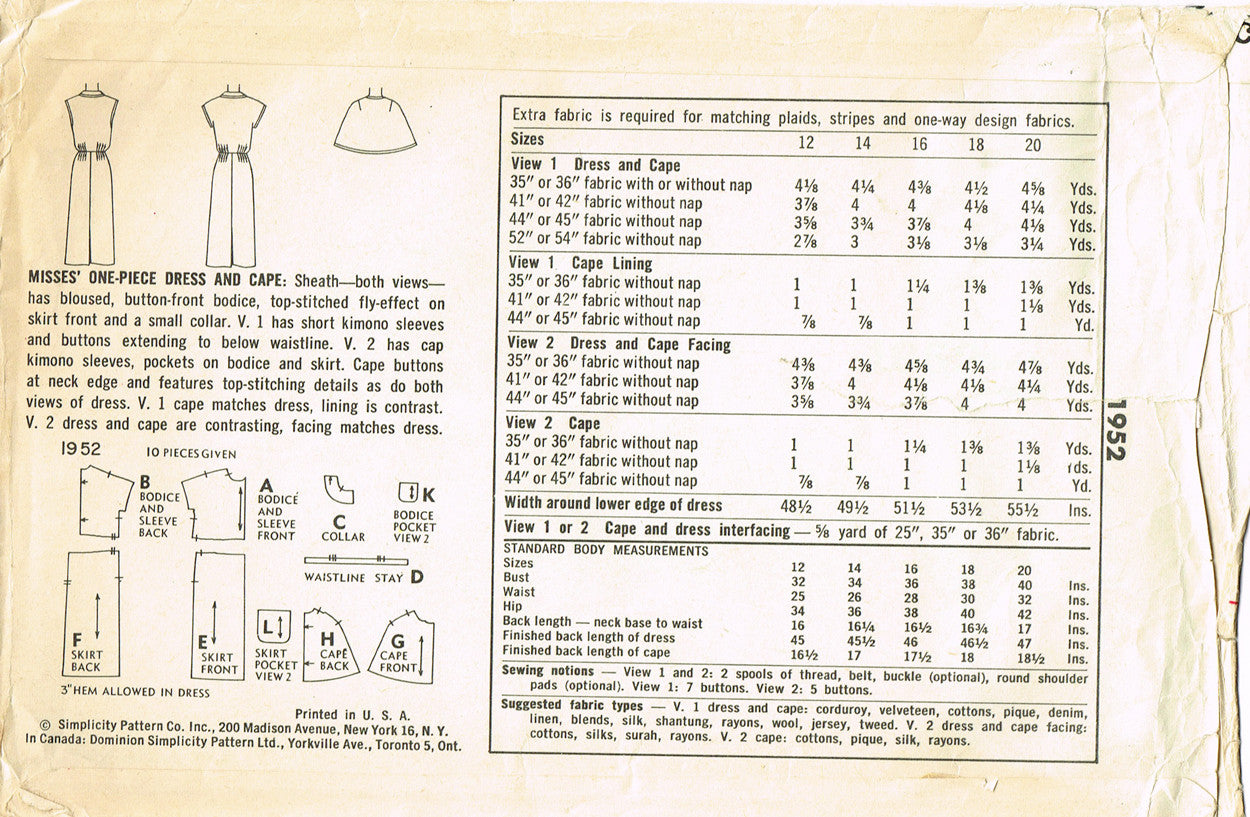 MISSES' ONE-PIECE DRESS AND CAPE: Sheath—both views—
has bloused, button-front bodice, top-stitched fly-effect on
skirt front and a small collar. V. 1 has short kimono sleeves
and buttons extending to below waistline. V. 2 has cap
kimono sleeves, pockets on bodice and skirt. Cape buttons
at neck edge and features top-stitching details as do both
views of dress. V. 1 cape matches dress, lining is contrast.
V. 2 dress and cape are contrasting, facing matches dress.
1952 10 PIECES GIVEN
B
BODICE
AND
SLEEVE
BACK
A
BODICE
AND
SLEEVE
FRONT
C
COLLAR
K
BODICE
POCKET
VIEW 2
WAISTLINE STAY D
F
SKIRT
BACK
E
SKIRT
FRONT
L
SKIRT
POCKET
VIEW 2
H
CAPE
BACK
G
CAPE
FRONT
3" HEM ALLOWED IN DRESS
Printed in U. S. A.
© Simplicity Pattern Co. Inc., 200 Madison Avenue, New York 16, N. Y.
In Canada: Dominion Simplicity Pattern Ltd., Yorkville Ave., Toronto 5, Ont.
Extra fabric is required for matching plaids, stripes and one-way design fabrics.
Sizes 12 14 16 18 20
View 1 Dress and Cape
35" or 36" fabric with or without nap 4⅛ 4¼ 4⅜ 4½ 4⅝ Yds.
41" or 42" fabric without nap 3⅞ 4 4 4⅛ 4¼ Yds.
44" or 45" fabric without nap 3⅝ 3¾ 3⅞ 4 4⅛ Yds.
52" or 54" fabric without nap 2⅞ 3 3⅛ 3⅛ 3¼ Yds.
View 1 Cape Lining
35" or 36" fabric without nap 1 1 1¼ 1⅜ 1⅜ Yds.
41" or 42" fabric without nap 1 1 1 1 1⅛ Yds.
44" or 45" fabric without nap ⅞ ⅞ 1 1 1 Yd.
View 2 Dress and Cape Facing
35" or 36" fabric without nap 4⅜ 4⅜ 4⅝ 4¾ 4⅞ Yds.
41" or 42" fabric without nap 3⅞ 4 4⅛ 4⅛ 4¼ Yds.
44" or 45" fabric without nap 3⅝ 3¾ 3⅞ 4 4 Yds.
View 2 Cape
35" or 36" fabric without nap 1 1 1¼ 1⅜ 1⅜ Yds.
41" or 42" fabric without nap 1 1 1 1 1⅛ ds.
44" or 45" fabric without nap ⅞ ⅞ 1 1 1 Yd.
Width around lower edge of dress 48½ 49½ 51½ 53½ 55½ Ins.
View 1 or 2 Cape and dress interfacing — ⅝ yard of 25", 35" or 36" fabric.
STANDARD BODY MEASUREMENTS
Sizes 12 14 16 18 20
Bust 32 34 36 38 40 Ins.
Waist 25 26 28 30 32 Ins.
Hip 34 36 38 40 42 Ins.
Back length — neck base to waist 16 16¼ 16½ 16¾ 17 Ins.
Finished back length of dress 45 45½ 46 46½ 47 Ins.
Finished back length of cape 16½ 17 17½ 18 18½ Ins.
Sewing notions — View 1 and 2: 2 spools of thread, belt, buckle (optional), round shoulder
pads (optional). View 1: 7 buttons. View 2: 5 buttons.
Suggested fabric types — V. 1 dress and cape: corduroy, velveteen, cottons, pique, denim,
linen, blends, silk, shantung, rayons, wool, jersey, tweed. V. 2 dress and cape facing:
cottons, silks, surah, rayons. V. 2 cape: cottons, pique, silk, rayons.
1952